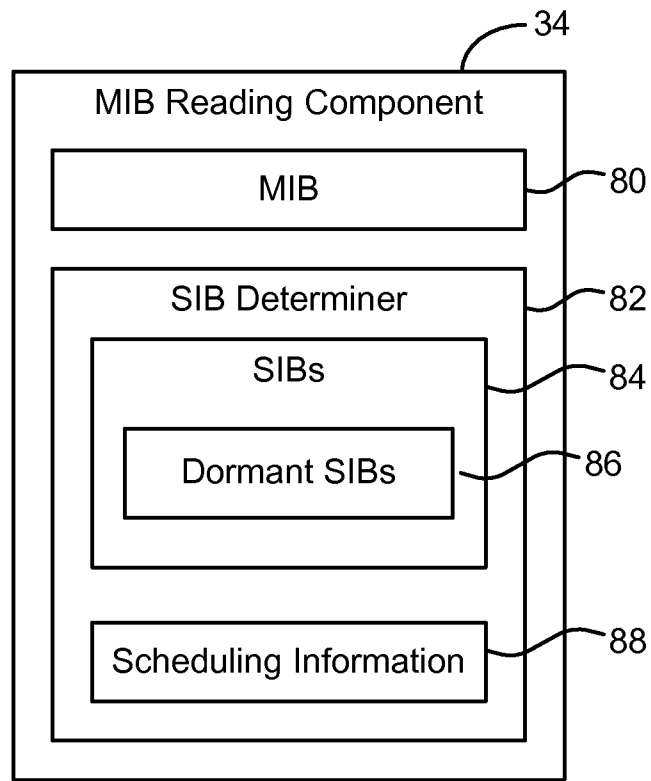 34
MIB Reading Component
MIB
80
SIB Determiner
82
SIBs
84
Dormant SIBs
86
Scheduling Information
88